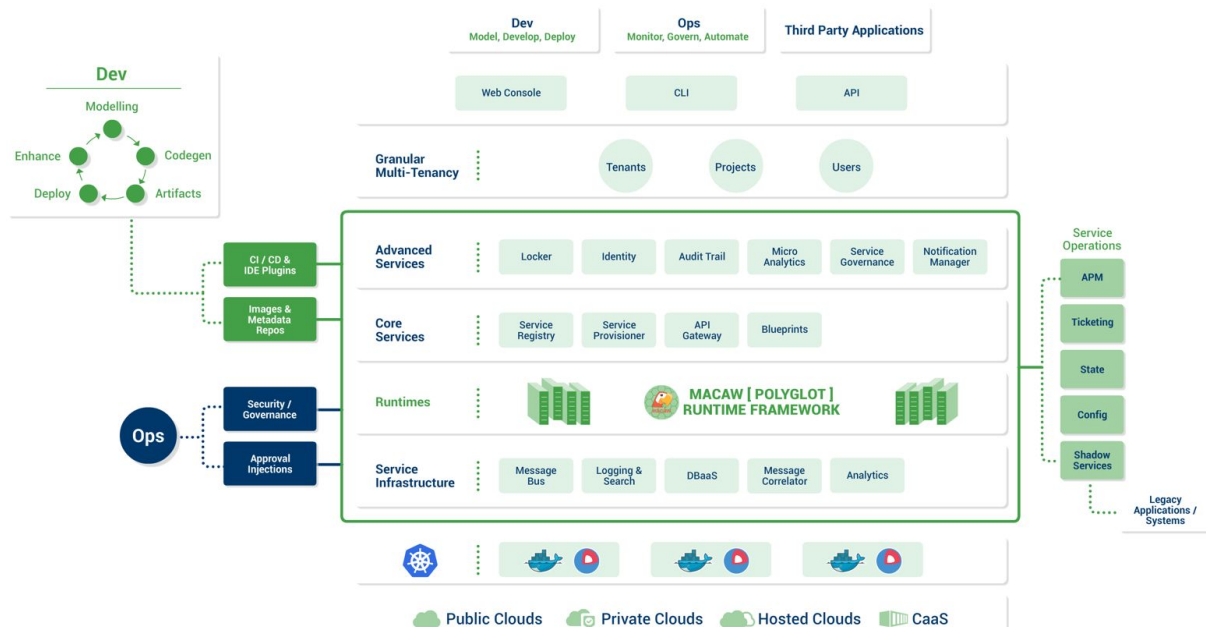 Dev
Model, Develop, Deploy
Ops
Monitor, Govern, Automate
Third Party Applications
Web Console
CLI
API
Dev
Modelling
Codegen
Artifacts
Deploy
Enhance
Granular
Multi-Tenancy
Tenants
Projects
Users
CI / CD &
IDE Plugins
Images &
Metadata
Repos
Ops
Security /
Governance
Approval
Injections
Advanced
Services
Locker
Identity
Audit Trail
Micro
Analytics
Service
Governance
Notification
Manager
Core
Services
Service
Registry
Service
Provisioner
API
Gateway
Blueprints
Runtimes
MACAW [ POLYGLOT ]
RUNTIME FRAMEWORK
Service
Infrastructure
Message
Bus
Logging &
Search
DBaaS
Message
Correlator
Analytics
Service
Operations
APM
Ticketing
State
Config
Shadow
Services
Legacy
Applications /
Systems
Public Clouds
Private Clouds
Hosted Clouds
CaaS